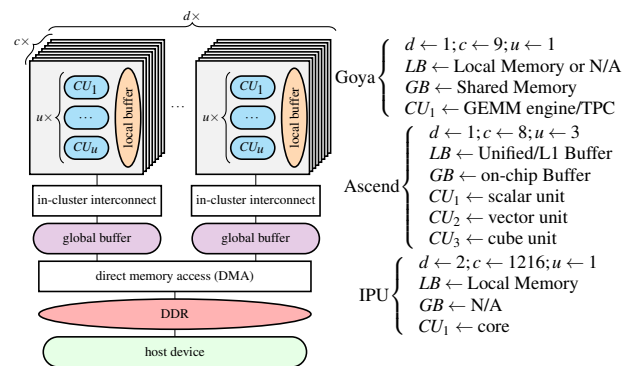 d×
c×
u× CU1 ... CUu local buffer
...
u× CU1 ... CUu local buffer
in-cluster interconnect in-cluster interconnect
global buffer global buffer
direct memory access (DMA)
DDR
host device
d ← 1; c ← 9; u ← 1
LB ← Local Memory or N/A
Goya
GB ← Shared Memory
CU1 ← GEMM engine/TPC
d ← 1; c ← 8; u ← 3
LB ← Unified/L1 Buffer
GB ← on-chip Buffer
Ascend
CU1 ← scalar unit
CU2 ← vector unit
CU3 ← cube unit
d ← 2; c ← 1216; u ← 1
LB ← Local Memory
IPU
GB ← N/A
CU1 ← core